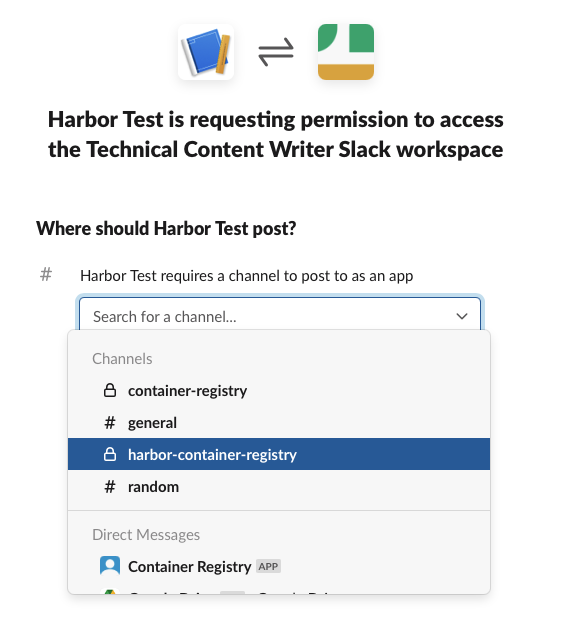 Harbor Test is requesting permission to access
the Technical Content Writer Slack workspace
Where should Harbor Test post?
# Harbor Test requires a channel to post to as an app
Search for a channel...
Channels
container-registry
# general
harbor-container-registry
# random
Direct Messages
Container Registry APP